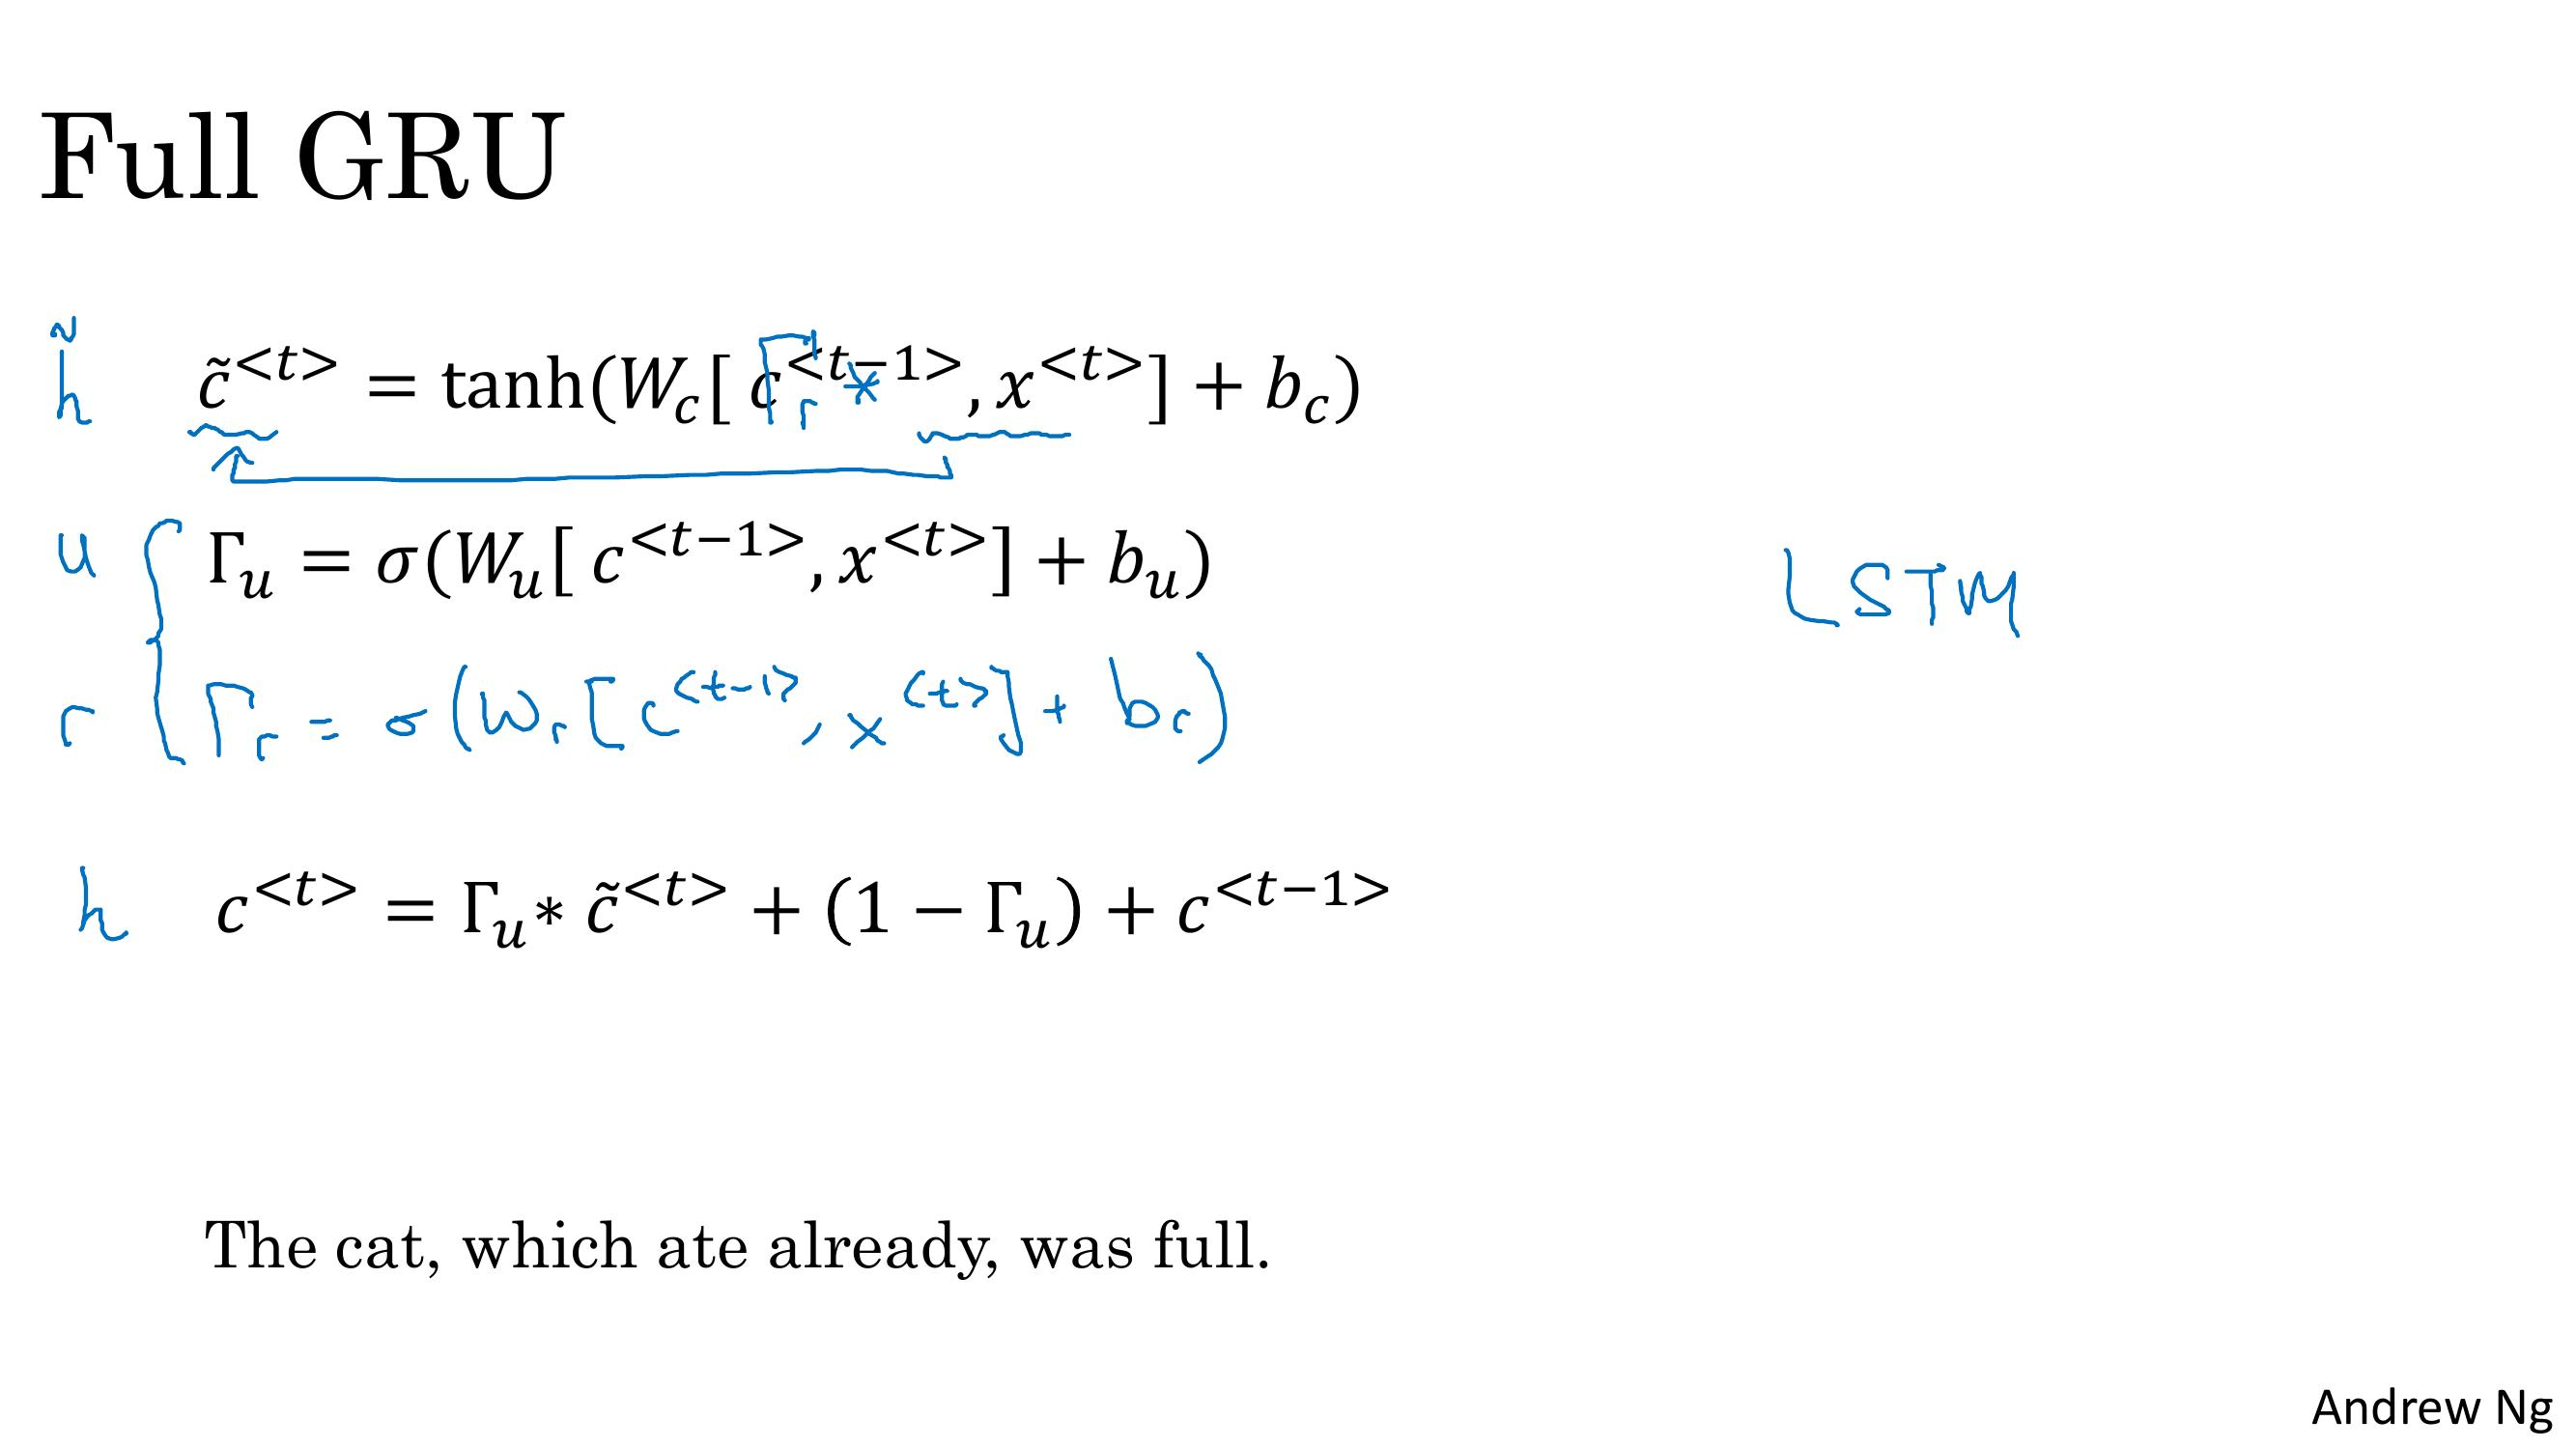 Full GRU
h̃ c̃^<t> = tanh(W_c[ Γ_r * c^<t−1>, x^<t>] + b_c)
u Γ_u = σ(W_u[ c^<t−1>, x^<t>] + b_u)
LSTM
r Γ_r = σ(W_r[c^<t−1>, x^<t>] + b_r)
h c^<t> = Γ_u * c̃^<t> + (1 − Γ_u) + c^<t−1>
The cat, which ate already, was full.
Andrew Ng